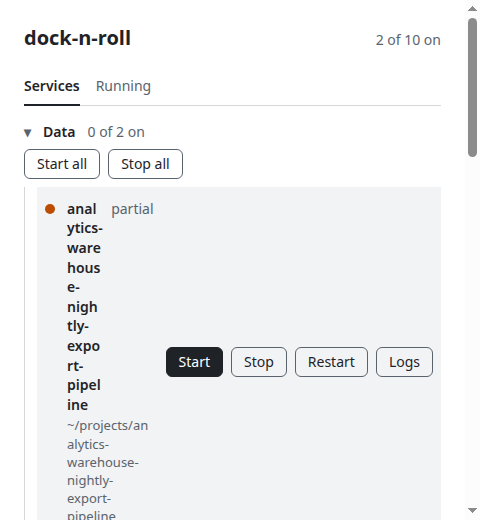 dock-n-roll
2 of 10 on
Services
Running
▼ Data 0 of 2 on
Start all
Stop all
anal
ytics-
ware
hous
e-
nigh
tly-
expo
rt-
pipel
ine
partial
~/projects/an
alytics-
warehouse-
nightly-
export-
pipeline
Start
Stop
Restart
Logs